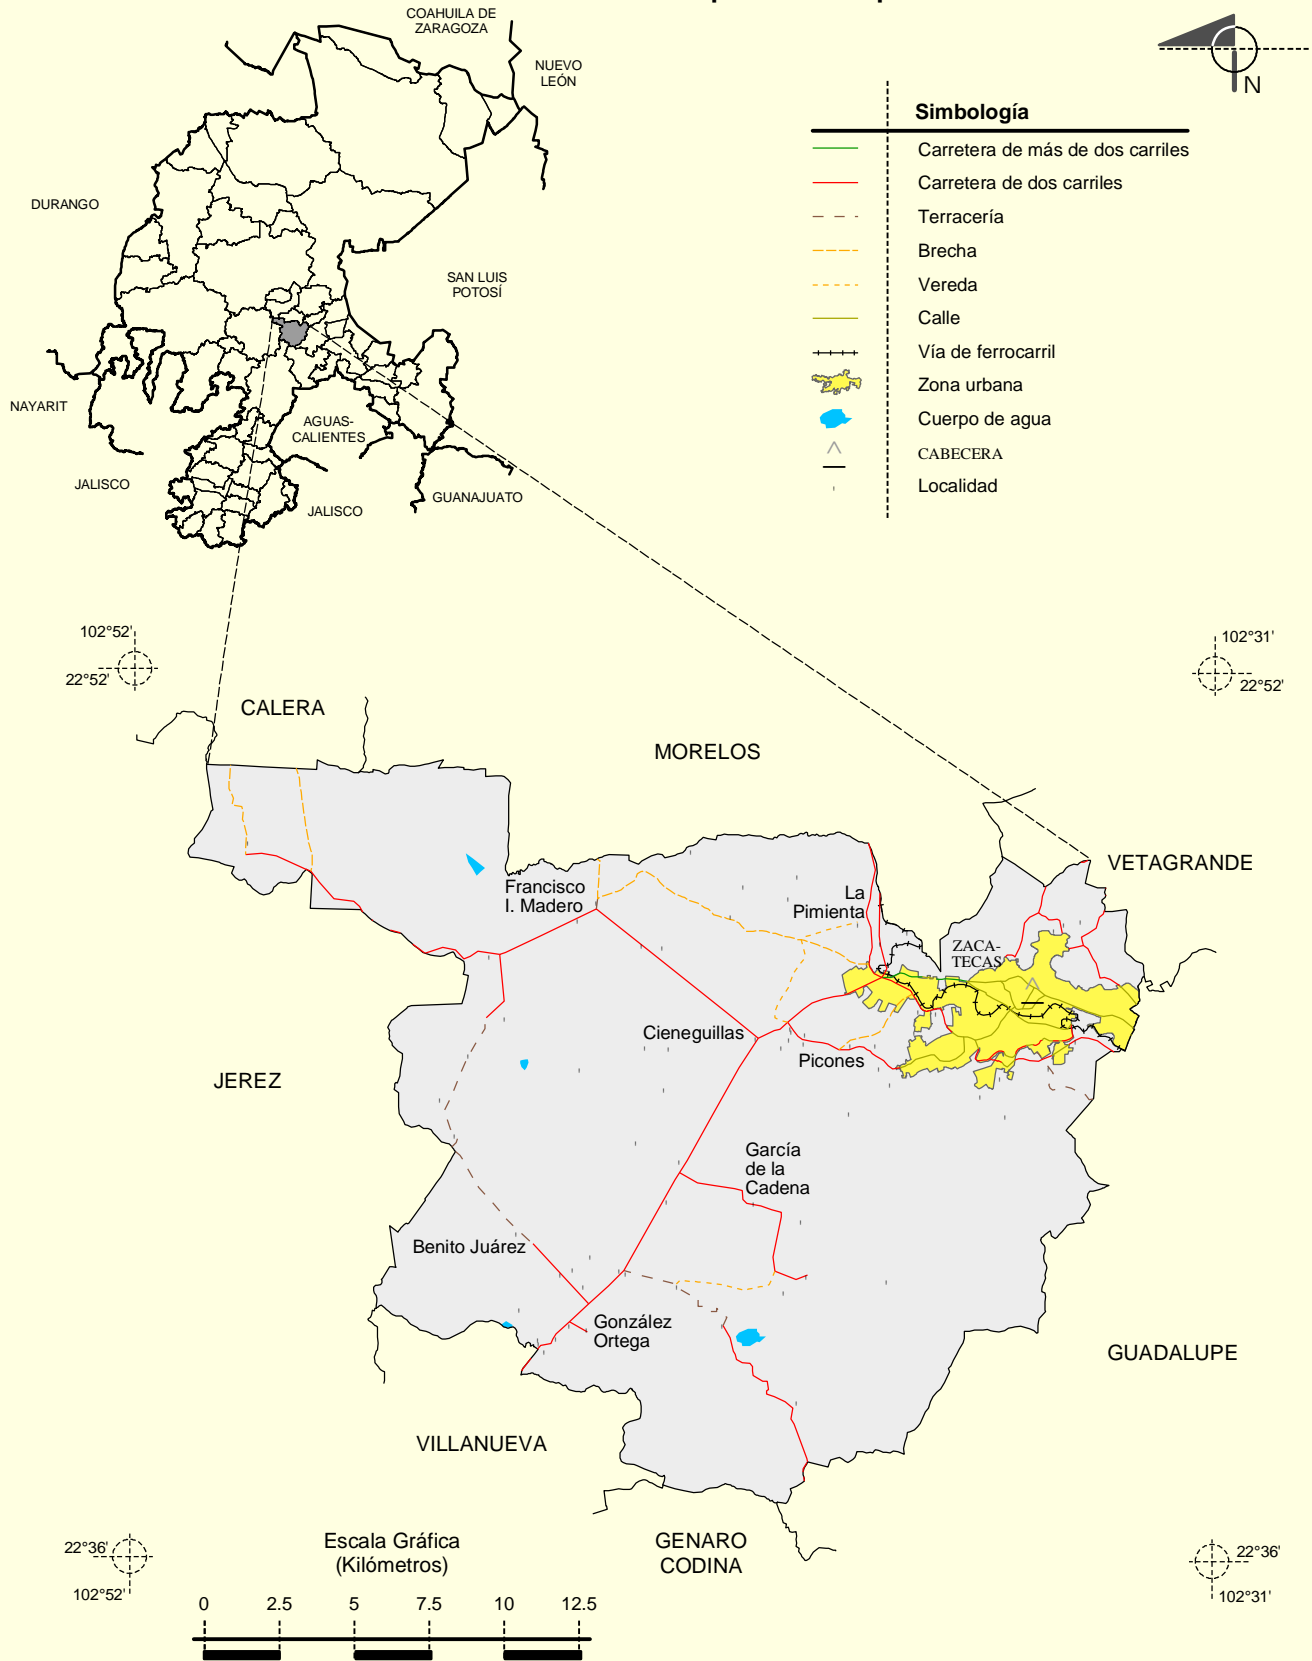 COAHUILA DE
ZARAGOZA
NUEVO
LEÓN
N
Simbología
Carretera de más de dos carriles
Carretera de dos carriles
Terracería
Brecha
Vereda
Calle
Vía de ferrocarril
Zona urbana
Cuerpo de agua
CABECERA
Localidad
DURANGO
SAN LUIS
POTOSÍ
NAYARIT
AGUAS-
CALIENTES
JALISCO
JALISCO
GUANAJUATO
102°52'
22°52'
102°31'
22°52'
CALERA
MORELOS
VETAGRANDE
Francisco
I. Madero
La
Pimienta
ZACA-
TECAS
Cieneguillas
Picones
JEREZ
García
de la
Cadena
Benito Juárez
González
Ortega
GUADALUPE
VILLANUEVA
GENARO
CODINA
22°36'
102°52'
22°36'
102°31'
Escala Gráfica
(Kilómetros)
0 2.5 5 7.5 10 12.5